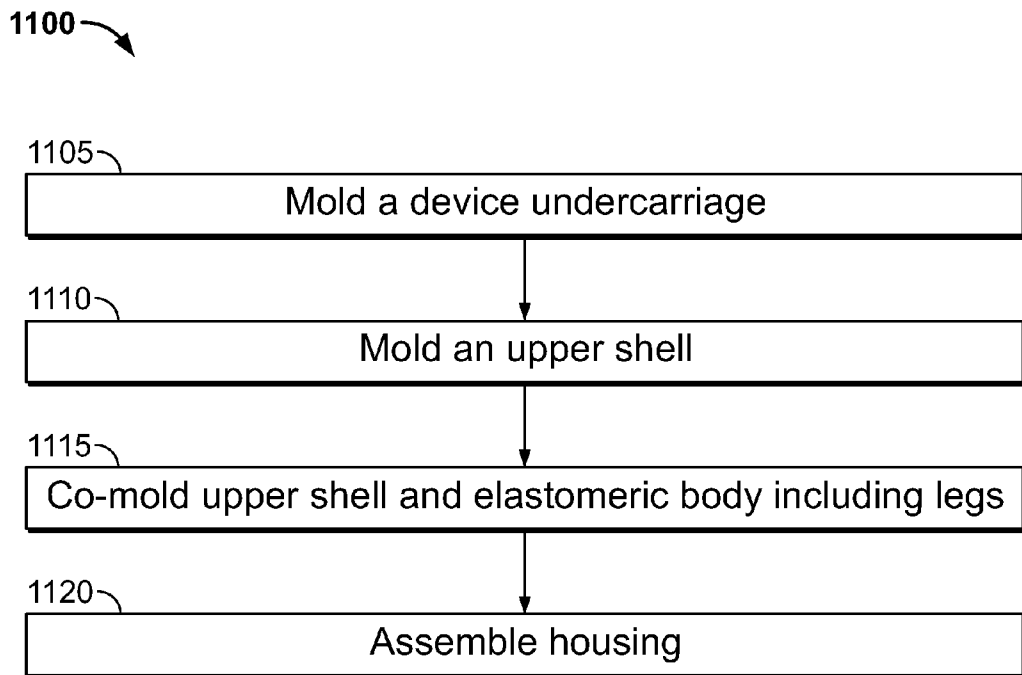 1100
1105
Mold a device undercarriage
1110
Mold an upper shell
1115
Co-mold upper shell and elastomeric body including legs
1120
Assemble housing